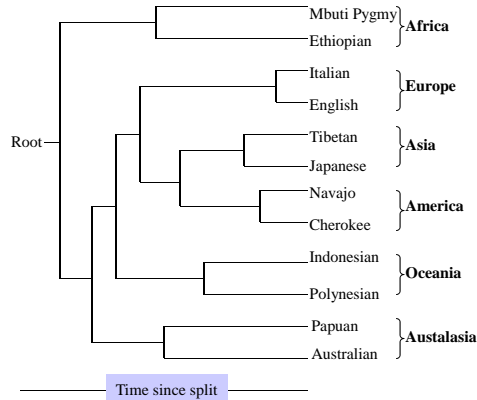 Mbuti Pygmy
Africa
Ethiopian
Italian
Europe
English
Root
Tibetan
Asia
Japanese
Navajo
America
Cherokee
Indonesian
Oceania
Polynesian
Papuan
Austalasia
Australian
Time since split